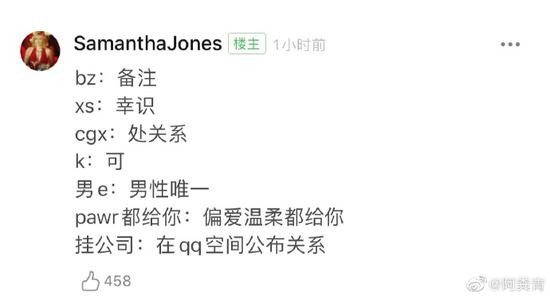 SamanthaJones 楼主 1小时前
bz：备注
xs：幸识
cgx：处关系
k：可
男e：男性唯一
pawr都给你：偏爱温柔都给你
挂公司：在qq空间公布关系
458
@阿龚青